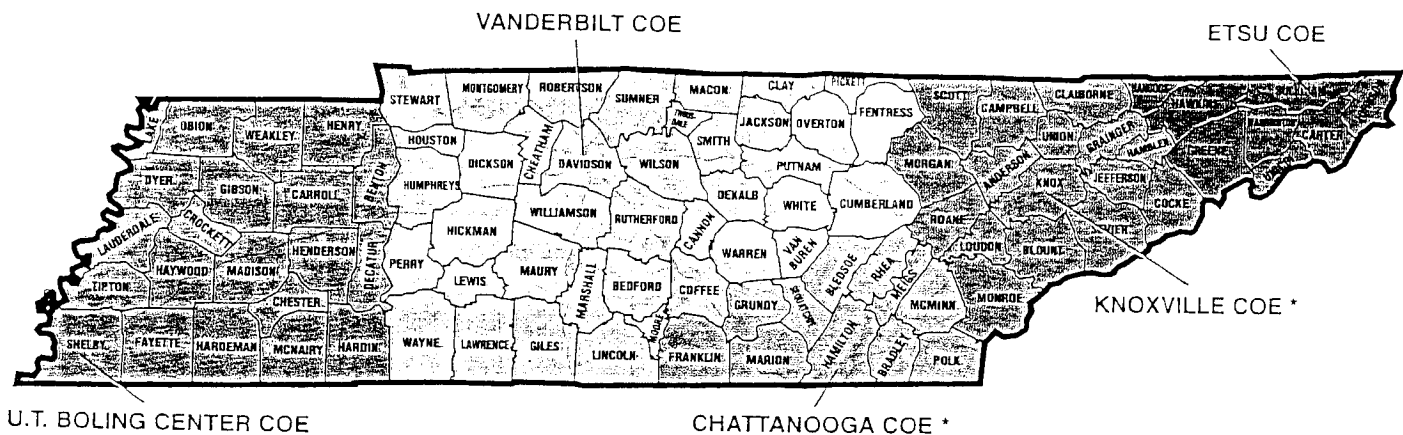 VANDERBILT COE
ETSU COE
STEWART
MONTGOMERY
ROBERTSON
SUMNER
MACON
CLAY
PICKETT
FENTRESS
SCOTT
CAMPBELL
CLAIBORNE
HANCOCK
HAWKINS
SULLIVAN
LAKE
OBION
WEAKLEY
HENRY
HOUSTON
DICKSON
CHEATHAM
DAVIDSON
WILSON
SMITH
JACKSON
OVERTON
PUTNAM
MORGAN
ANDERSON
UNION
GRAINGER
HAMBLEN
GREENE
CARTER
DYER
GIBSON
CARROLL
BENTON
HUMPHREYS
WILLIAMSON
RUTHERFORD
CANNON
DEKALB
WHITE
CUMBERLAND
ROANE
KNOX
JEFFERSON
COCKE
LAUDERDALE
CROCKETT
HAYWOOD
MADISON
HENDERSON
DECATUR
PERRY
HICKMAN
LEWIS
MAURY
MARSHALL
BEDFORD
COFFEE
WARREN
VAN
BUREN
BLEDSOE
RHEA
MEIGS
LOUDON
BLOUNT
SEVIER
TIPTON
CHESTER
MOORE
GRUNDY
MCMINN
MONROE
KNOXVILLE COE *
SHELBY
FAYETTE
HARDEMAN
MCNAIRY
HARDIN
WAYNE
LAWRENCE
GILES
LINCOLN
FRANKLIN
MARION
HAMILTON
BRADLEY
POLK
U.T. BOLING CENTER COE
CHATTANOOGA COE *